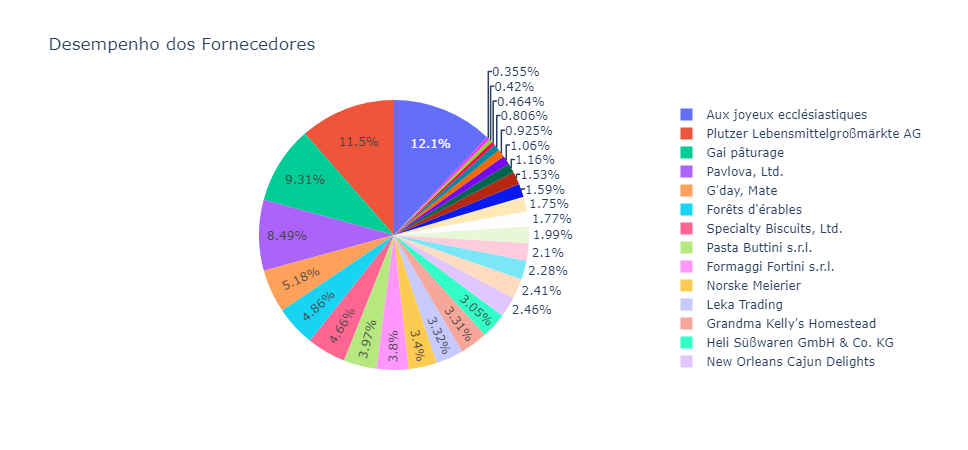 Desempenho dos Fornecedores
0.355%
0.42%
0.464%
0.806%
0.925%
1.06%
1.16%
1.53%
1.59%
1.75%
1.77%
1.99%
2.1%
2.28%
2.41%
2.46%
12.1%
11.5%
9.31%
8.49%
5.18%
4.86%
4.66%
3.97%
3.8%
3.4%
3.32%
3.31%
3.05%
Aux joyeux ecclésiastiques
Plutzer Lebensmittelgroßmärkte AG
Gai pâturage
Pavlova, Ltd.
G'day, Mate
Forêts d'érables
Specialty Biscuits, Ltd.
Pasta Buttini s.r.l.
Formaggi Fortini s.r.l.
Norske Meierier
Leka Trading
Grandma Kelly's Homestead
Heli Süßwaren GmbH & Co. KG
New Orleans Cajun Delights